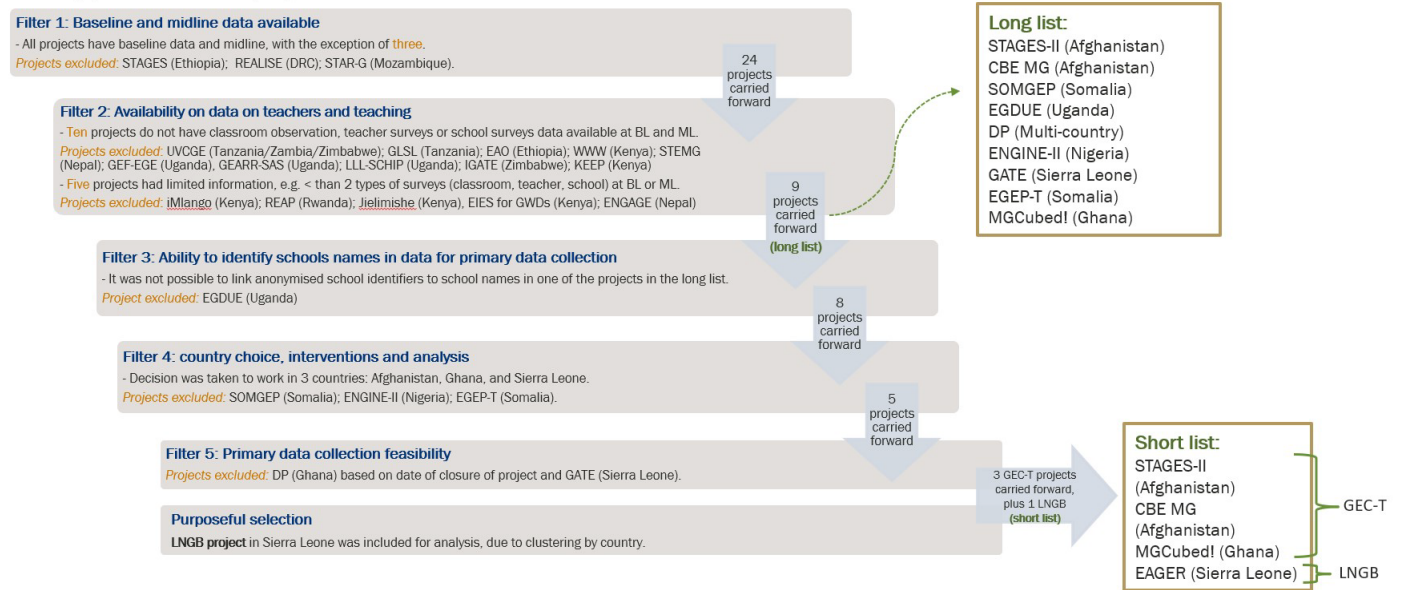 Filter 1: Baseline and midline data available
- All projects have baseline data and midline, with the exception of three.
Projects excluded: STAGES (Ethiopia); REALISE (DRC); STAR-G (Mozambique).
24
projects
carried
forward
Filter 2: Availability on data on teachers and teaching
- Ten projects do not have classroom observation, teacher surveys or school surveys data available at BL and ML.
Projects excluded: UVCGE (Tanzania/Zambia/Zimbabwe); GLSL (Tanzania); EAO (Ethiopia); WWW (Kenya); STEMG
(Nepal); GEF-EGE (Uganda), GEARR-SAS (Uganda); LLL-SCHIP (Uganda); IGATE (Zimbabwe); KEEP (Kenya)
- Five projects had limited information, e.g. < than 2 types of surveys (classroom, teacher, school) at BL or ML.
Projects excluded: iMlango (Kenya); REAP (Rwanda); Jielimishe (Kenya), EIES for GWDs (Kenya); ENGAGE (Nepal)
9
projects
carried
forward
(long list)
Long list:
STAGES-II (Afghanistan)
CBE MG (Afghanistan)
SOMGEP (Somalia)
EGDUE (Uganda)
DP (Multi-country)
ENGINE-II (Nigeria)
GATE (Sierra Leone)
EGEP-T (Somalia)
MGCubed! (Ghana)
Filter 3: Ability to identify schools names in data for primary data collection
- It was not possible to link anonymised school identifiers to school names in one of the projects in the long list.
Project excluded: EGDUE (Uganda)
8
projects
carried
forward
Filter 4: country choice, interventions and analysis
- Decision was taken to work in 3 countries: Afghanistan, Ghana, and Sierra Leone.
Projects excluded: SOMGEP (Somalia); ENGINE-II (Nigeria); EGEP-T (Somalia).
5
projects
carried
forward
Filter 5: Primary data collection feasibility
Projects excluded: DP (Ghana) based on date of closure of project and GATE (Sierra Leone).
Purposeful selection
LNGB project in Sierra Leone was included for analysis, due to clustering by country.
3 GEC-T projects
carried forward,
plus 1 LNGB
(short list)
Short list:
STAGES-II
(Afghanistan)
CBE MG
(Afghanistan)
MGCubed! (Ghana)
EAGER (Sierra Leone)
GEC-T
LNGB